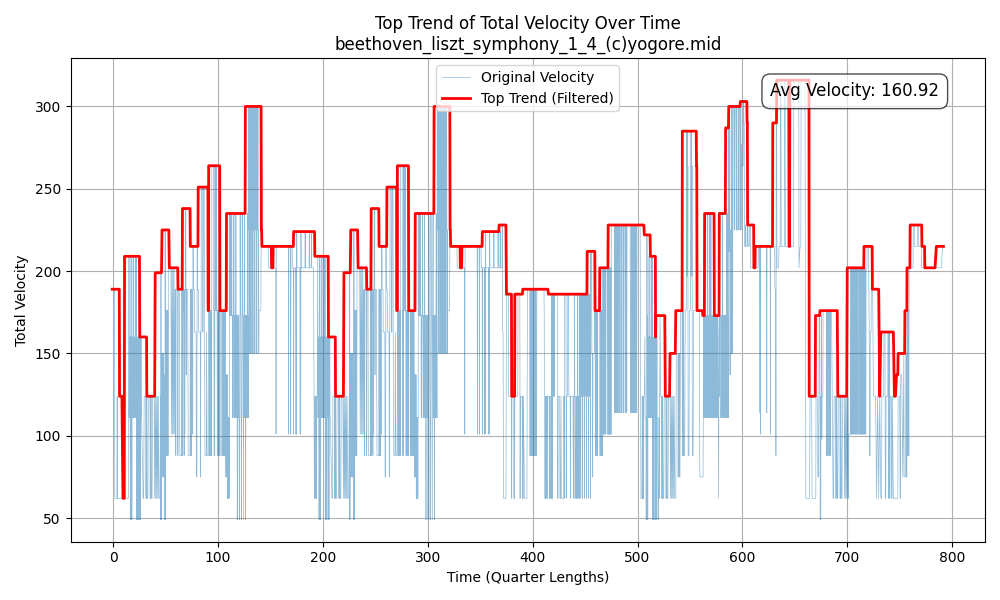 Top Trend of Total Velocity Over Time
beethoven_liszt_symphony_1_4_(c)yogore.mid
Original Velocity
Top Trend (Filtered)
Avg Velocity: 160.92
Total Velocity
300
250
200
150
100
50
0 100 200 300 400 500 600 700 800
Time (Quarter Lengths)